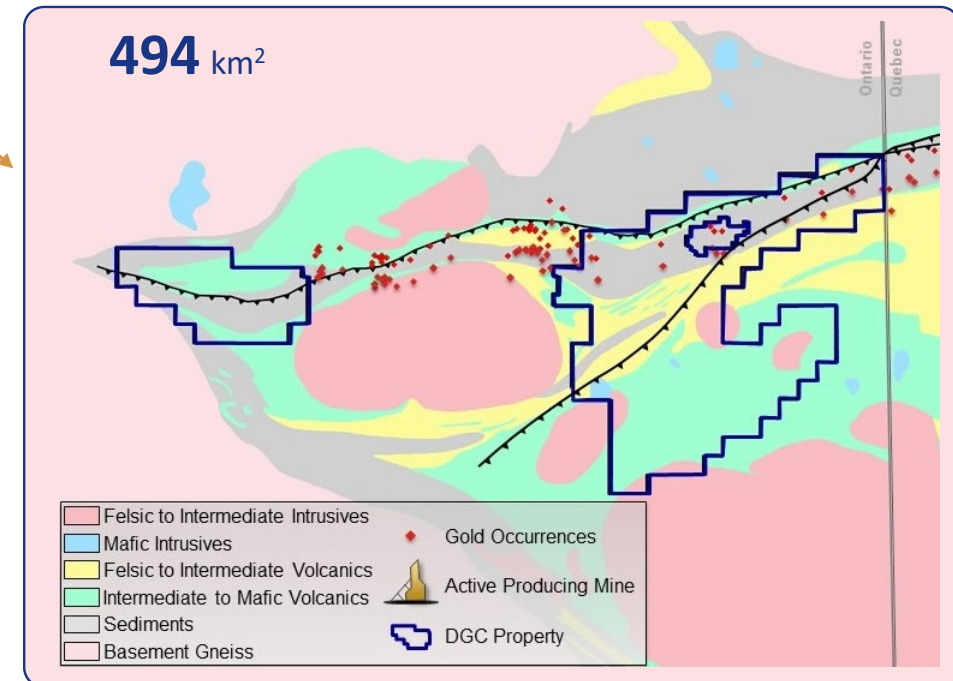 494 km²
Ontario
Quebec
Felsic to Intermediate Intrusives
Mafic Intrusives
Felsic to Intermediate Volcanics
Intermediate to Mafic Volcanics
Sediments
Basement Gneiss
Gold Occurrences
Active Producing Mine
DGC Property